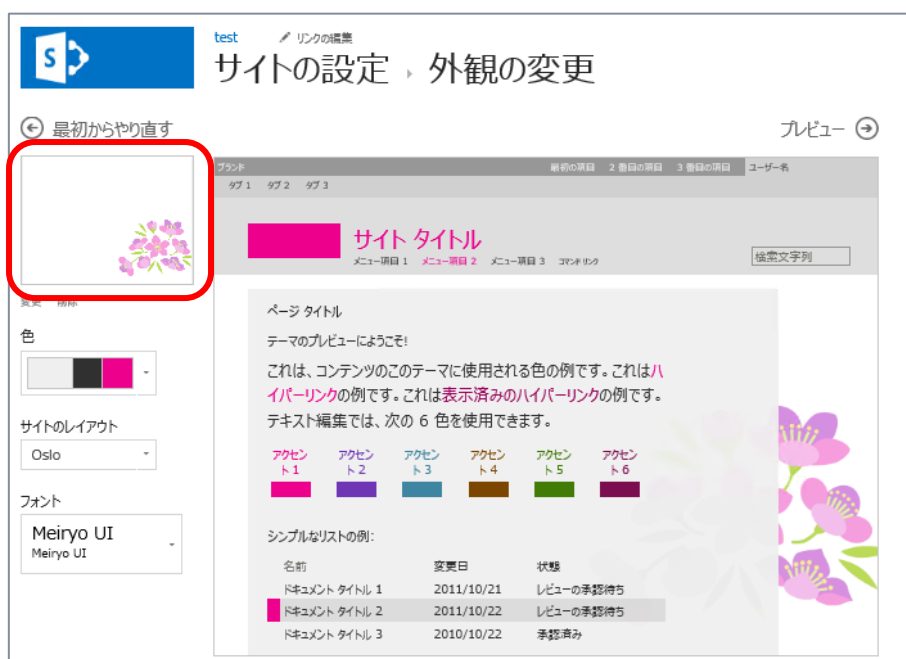 S
test リンクの編集
サイトの設定 › 外観の変更
最初からやり直す
プレビュー
ブランド 最初の項目 2 番目の項目 3 番目の項目 ユーザー名
タブ 1 タブ 2 タブ 3
サイト タイトル
メニュー項目 1 メニュー項目 2 メニュー項目 3 コマンド リンク
検索文字列
変更 削除
色
サイトのレイアウト
Oslo
フォント
Meiryo UI
Meiryo UI
ページ タイトル
テーマのプレビューにようこそ!
これは、コンテンツのこのテーマに使用される色の例です。これはハ
イパーリンクの例です。これは表示済みのハイパーリンクの例です。
テキスト編集では、次の 6 色を使用できます。
アクセン アクセン アクセン アクセン アクセン アクセン
ト 1 ト 2 ト 3 ト 4 ト 5 ト 6
シンプルなリストの例:
名前 変更日 状態
ドキュメント タイトル 1 2011/10/21 レビューの承認待ち
ドキュメント タイトル 2 2011/10/22 レビューの承認待ち
ドキュメント タイトル 3 2010/10/22 承認済み